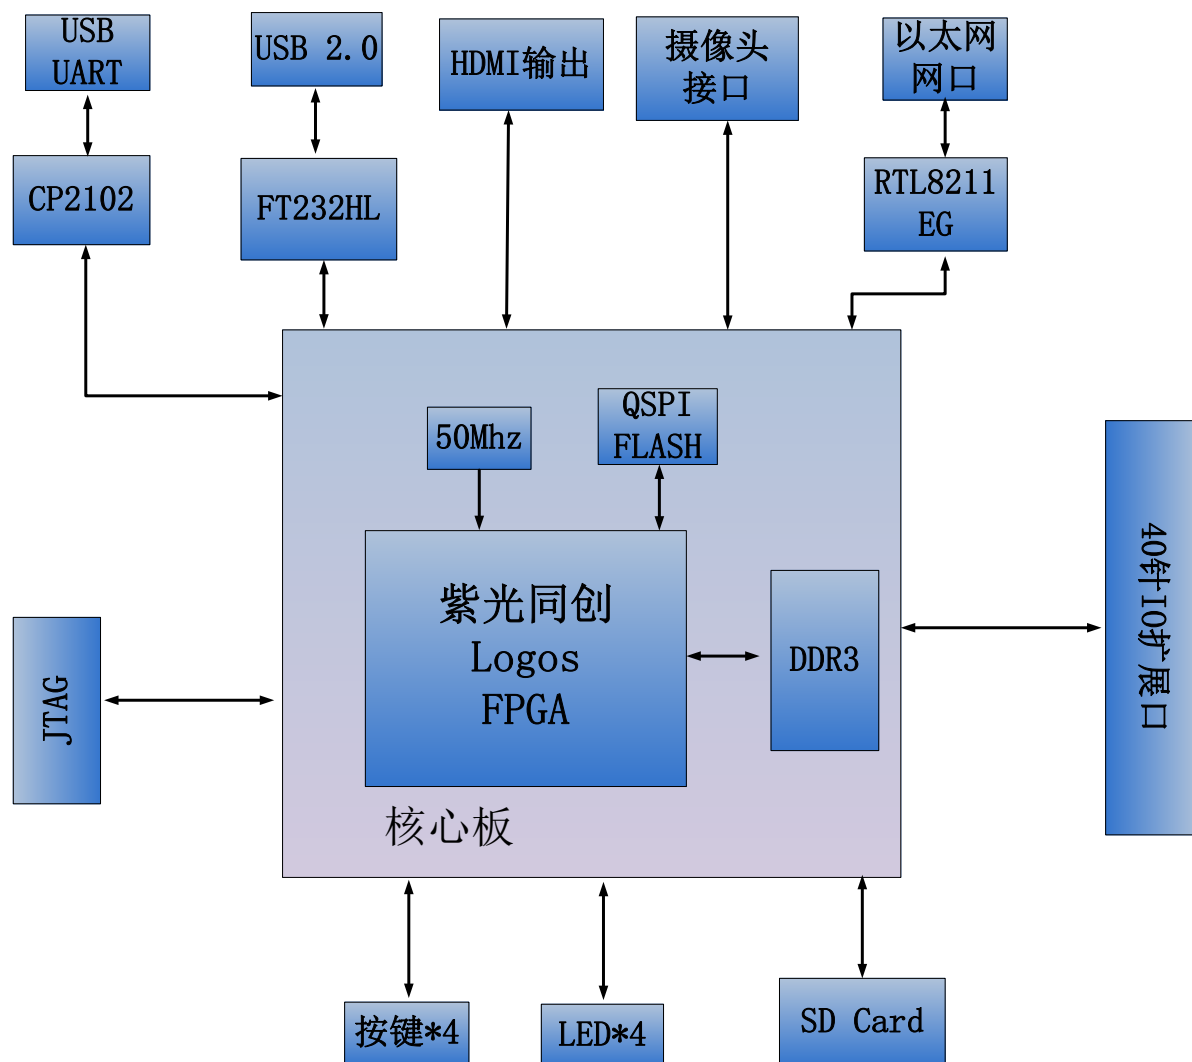 USB
UART
USB 2.0
HDMI输出
摄像头
接口
以太网
网口
CP2102
FT232HL
RTL8211
EG
50Mhz
QSPI
FLASH
紫光同创
Logos
FPGA
DDR3
核心板
JTAG
40针IO扩展口
按键*4
LED*4
SD Card